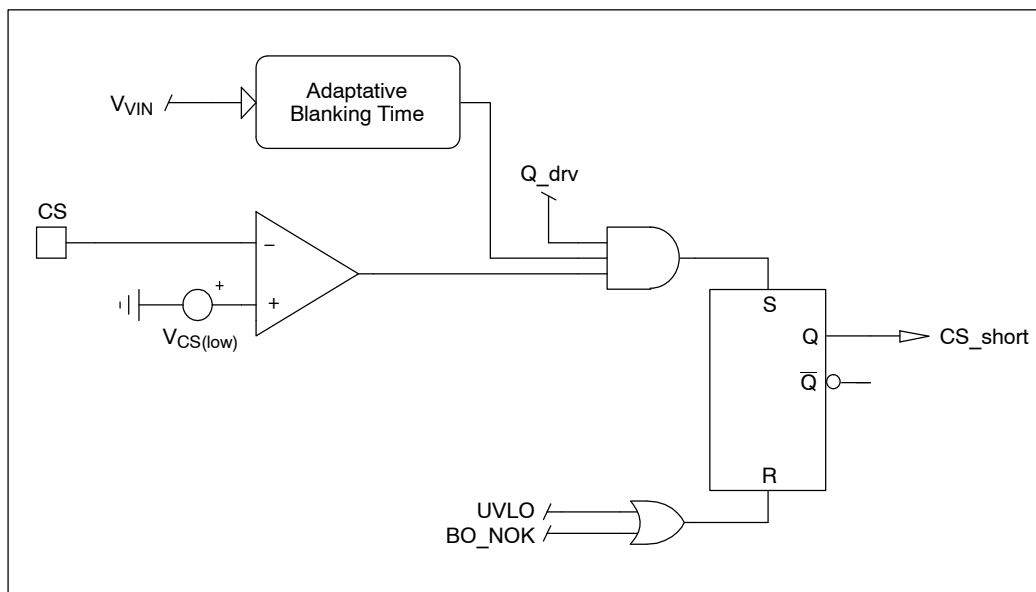 Adaptative
Blanking Time
V_VIN
Q_drv
CS
−
+
+
V_CS(low)
S
Q
CS_short
Q̅
R
UVLO
BO_NOK